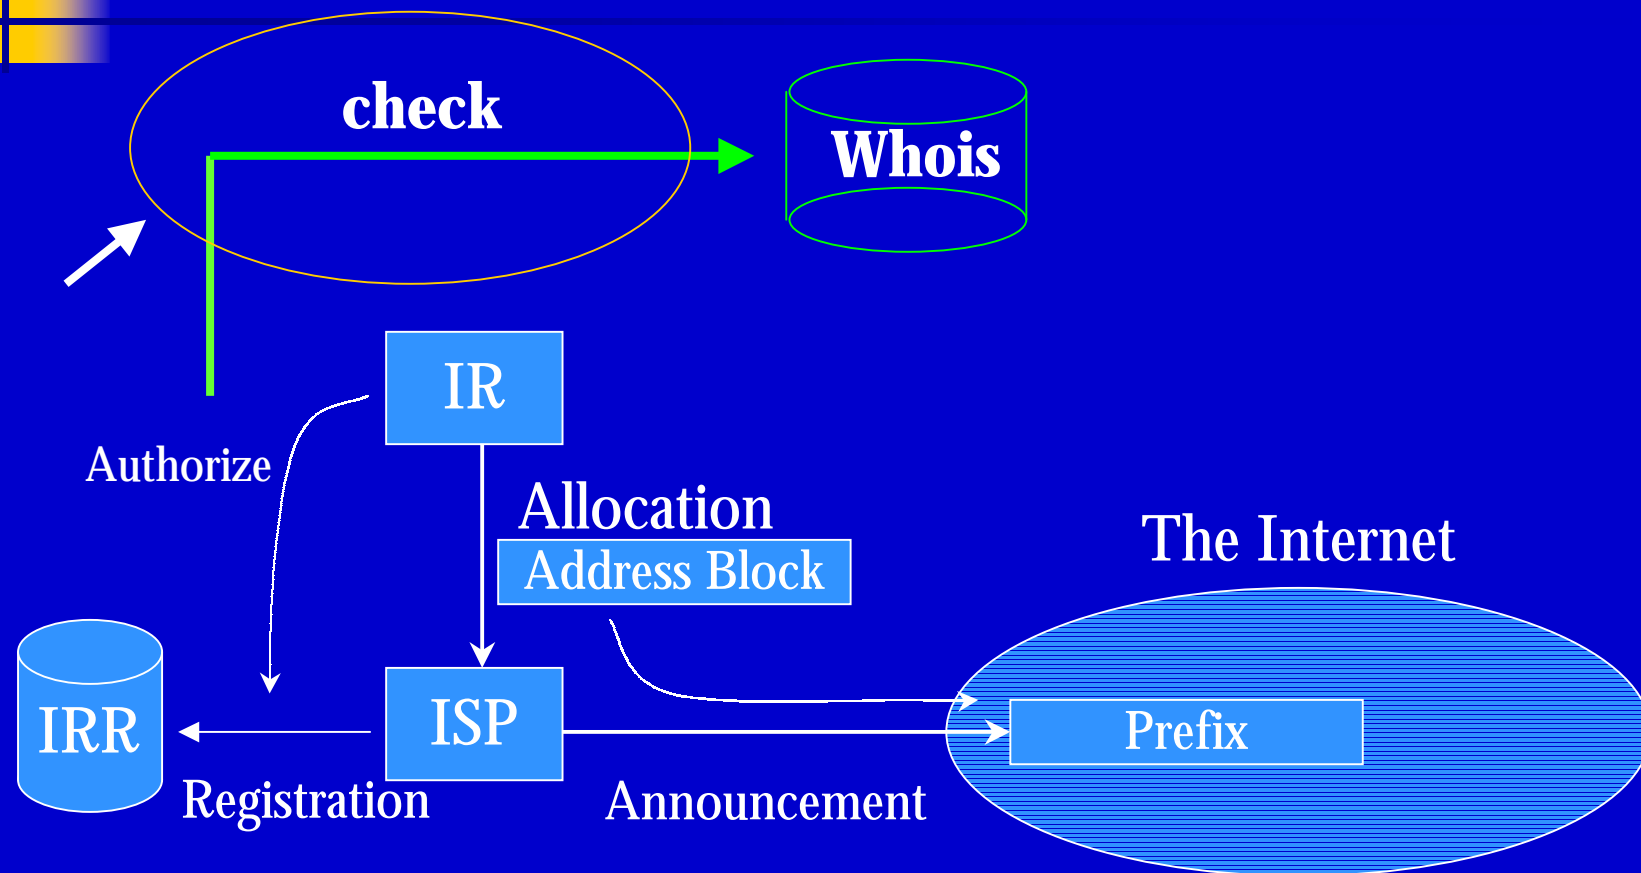 check
Whois
IR
Authorize
Allocation
Address Block
The Internet
IRR
ISP
Prefix
Registration
Announcement